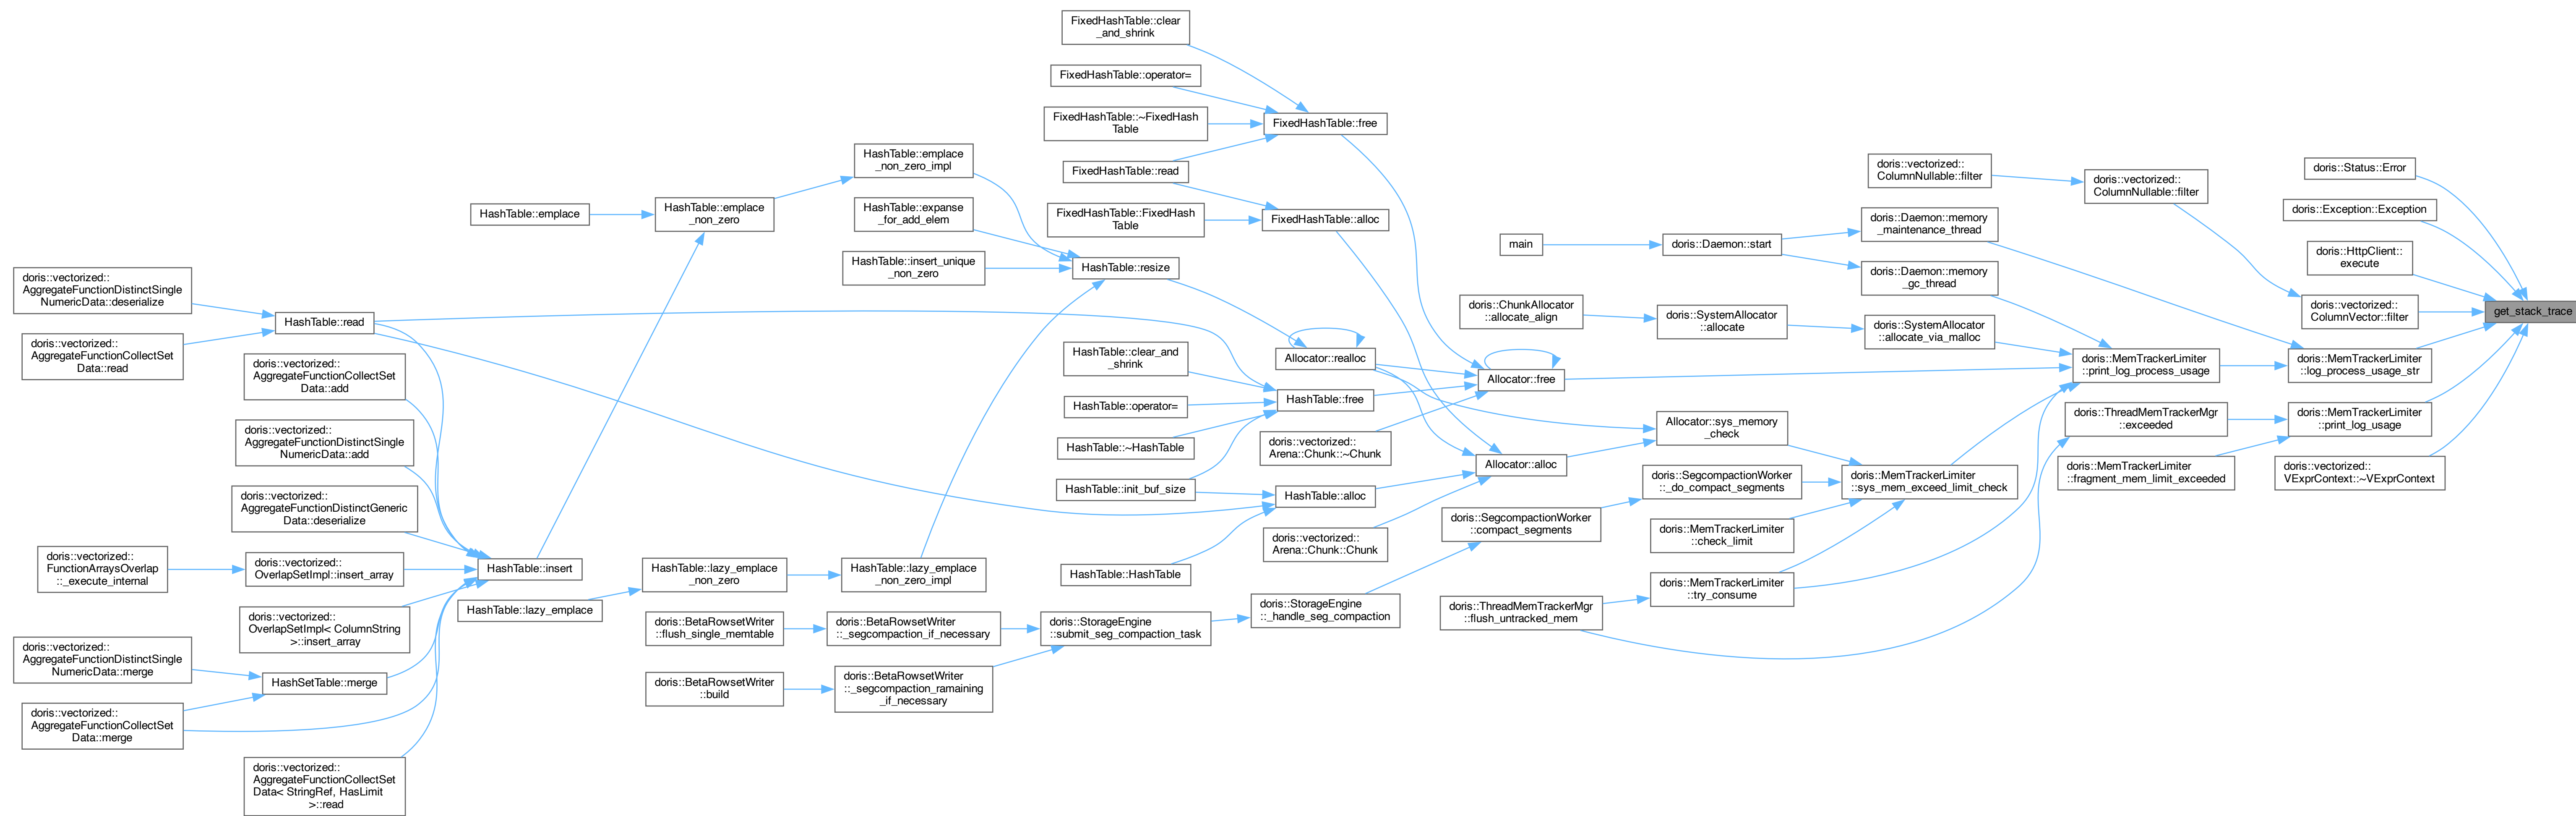 FixedHashTable::clear
_and_shrink
FixedHashTable::operator=
FixedHashTable::~FixedHash
Table
FixedHashTable::free
FixedHashTable::read
FixedHashTable::FixedHash
Table
FixedHashTable::alloc
HashTable::emplace
_non_zero_impl
HashTable::expanse
_for_add_elem
HashTable::insert_unique
_non_zero
HashTable::resize
HashTable::emplace
HashTable::emplace
_non_zero
doris::vectorized::
AggregateFunctionDistinctSingle
NumericData::deserialize
doris::vectorized::
AggregateFunctionCollectSet
Data::read
HashTable::read
doris::vectorized::
AggregateFunctionCollectSet
Data::add
doris::vectorized::
AggregateFunctionDistinctSingle
NumericData::add
doris::vectorized::
AggregateFunctionDistinctGeneric
Data::deserialize
doris::vectorized::
FunctionArraysOverlap
::_execute_internal
doris::vectorized::
OverlapSetImpl::insert_array
HashTable::insert
doris::vectorized::
OverlapSetImpl< ColumnString
>::insert_array
doris::vectorized::
AggregateFunctionDistinctSingle
NumericData::merge
HashSetTable::merge
doris::vectorized::
AggregateFunctionCollectSet
Data::merge
doris::vectorized::
AggregateFunctionCollectSet
Data< StringRef, HasLimit
>::read
HashTable::lazy_emplace
HashTable::lazy_emplace
_non_zero
HashTable::lazy_emplace
_non_zero_impl
doris::BetaRowsetWriter
::flush_single_memtable
doris::BetaRowsetWriter
::_segcompaction_if_necessary
doris::BetaRowsetWriter
::build
doris::BetaRowsetWriter
::_segcompaction_ramaining
_if_necessary
doris::StorageEngine
::submit_seg_compaction_task
doris::StorageEngine
::_handle_seg_compaction
HashTable::clear_and
_shrink
HashTable::operator=
HashTable::~HashTable
HashTable::init_buf_size
HashTable::HashTable
Allocator::realloc
HashTable::free
doris::vectorized::
Arena::Chunk::~Chunk
HashTable::alloc
doris::vectorized::
Arena::Chunk::Chunk
Allocator::free
Allocator::alloc
doris::SegcompactionWorker
::compact_segments
doris::ThreadMemTrackerMgr
::flush_untracked_mem
main
doris::Daemon::start
doris::ChunkAllocator
::allocate_align
doris::SystemAllocator
::allocate
Allocator::sys_memory
_check
doris::SegcompactionWorker
::_do_compact_segments
doris::MemTrackerLimiter
::check_limit
doris::MemTrackerLimiter
::try_consume
doris::vectorized::
ColumnNullable::filter
doris::Daemon::memory
_maintenance_thread
doris::Daemon::memory
_gc_thread
doris::SystemAllocator
::allocate_via_malloc
doris::MemTrackerLimiter
::sys_mem_exceed_limit_check
doris::vectorized::
ColumnNullable::filter
doris::MemTrackerLimiter
::print_log_process_usage
doris::ThreadMemTrackerMgr
::exceeded
doris::MemTrackerLimiter
::fragment_mem_limit_exceeded
doris::Status::Error
doris::Exception::Exception
doris::HttpClient::
execute
doris::vectorized::
ColumnVector::filter
doris::MemTrackerLimiter
::log_process_usage_str
doris::MemTrackerLimiter
::print_log_usage
doris::vectorized::
VExprContext::~VExprContext
get_stack_trace